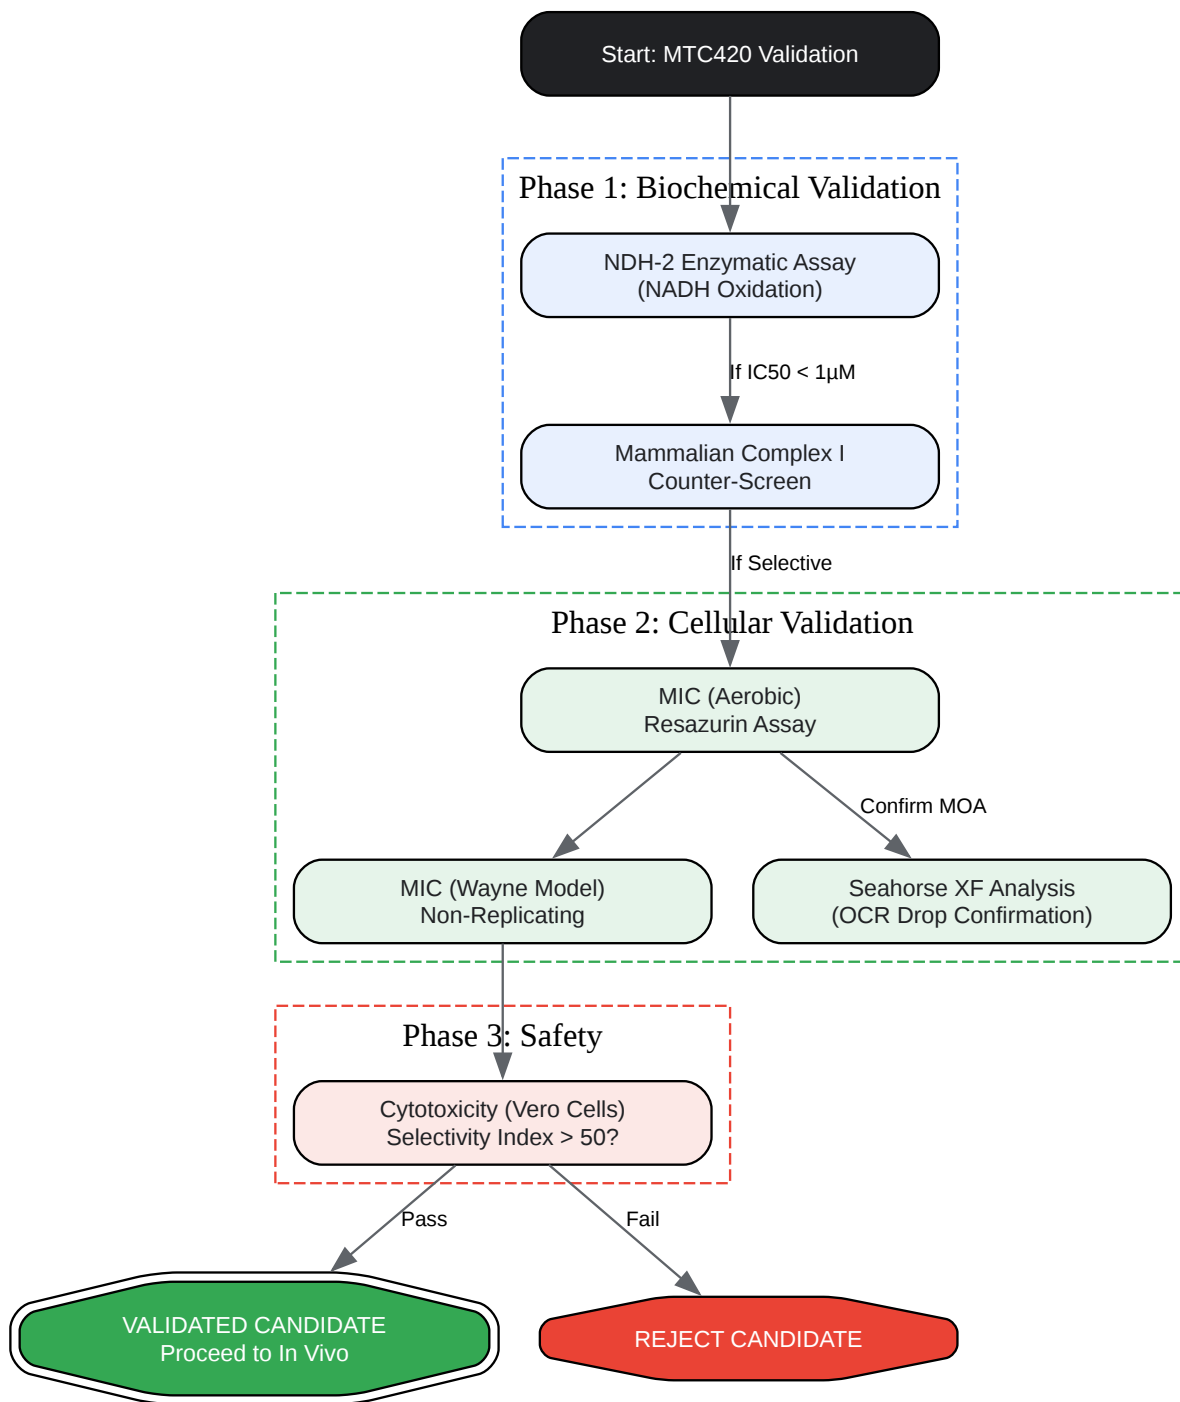 Start: MTC420 Validation
Phase 1: Biochemical Validation
NDH-2 Enzymatic Assay
(NADH Oxidation)
If IC50 < 1µM
Mammalian Complex I
Counter-Screen
If Selective
Phase 2: Cellular Validation
MIC (Aerobic)
Resazurin Assay
Confirm MOA
MIC (Wayne Model)
Non-Replicating
Seahorse XF Analysis
(OCR Drop Confirmation)
Phase 3: Safety
Cytotoxicity (Vero Cells)
Selectivity Index > 50?
Pass
Fail
VALIDATED CANDIDATE
Proceed to In Vivo
REJECT CANDIDATE